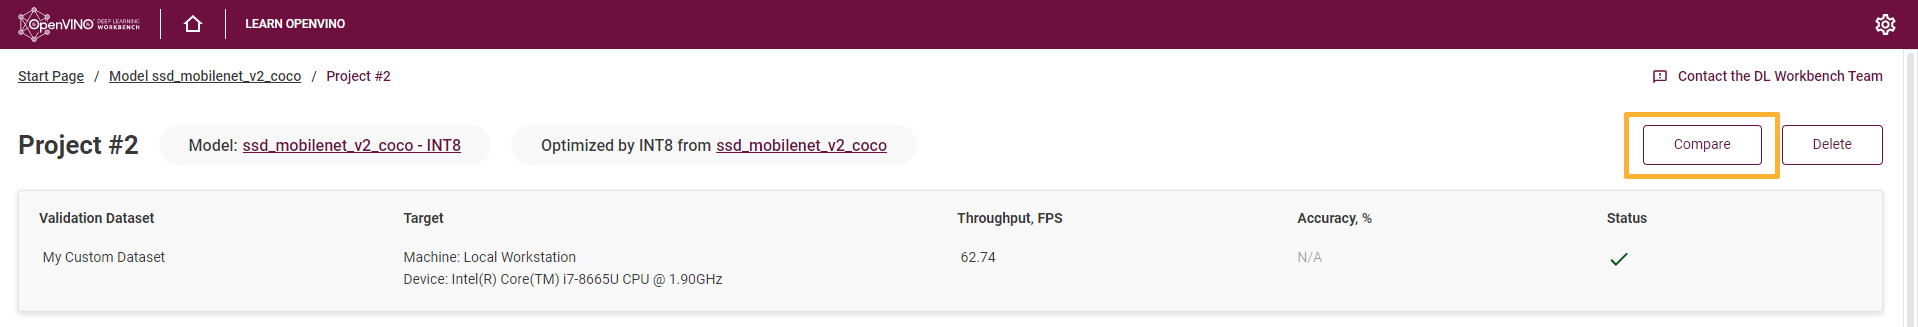 OpenVINO DEEP LEARNING WORKBENCH
LEARN OPENVINO
Start Page / Model ssd_mobilenet_v2_coco / Project #2
Contact the DL Workbench Team
Project #2
Model: ssd_mobilenet_v2_coco - INT8
Optimized by INT8 from ssd_mobilenet_v2_coco
Compare
Delete
Validation Dataset
Target
Throughput, FPS
Accuracy, %
Status
My Custom Dataset
Machine: Local Workstation
Device: Intel(R) Core(TM) i7-8665U CPU @ 1.90GHz
62.74
N/A